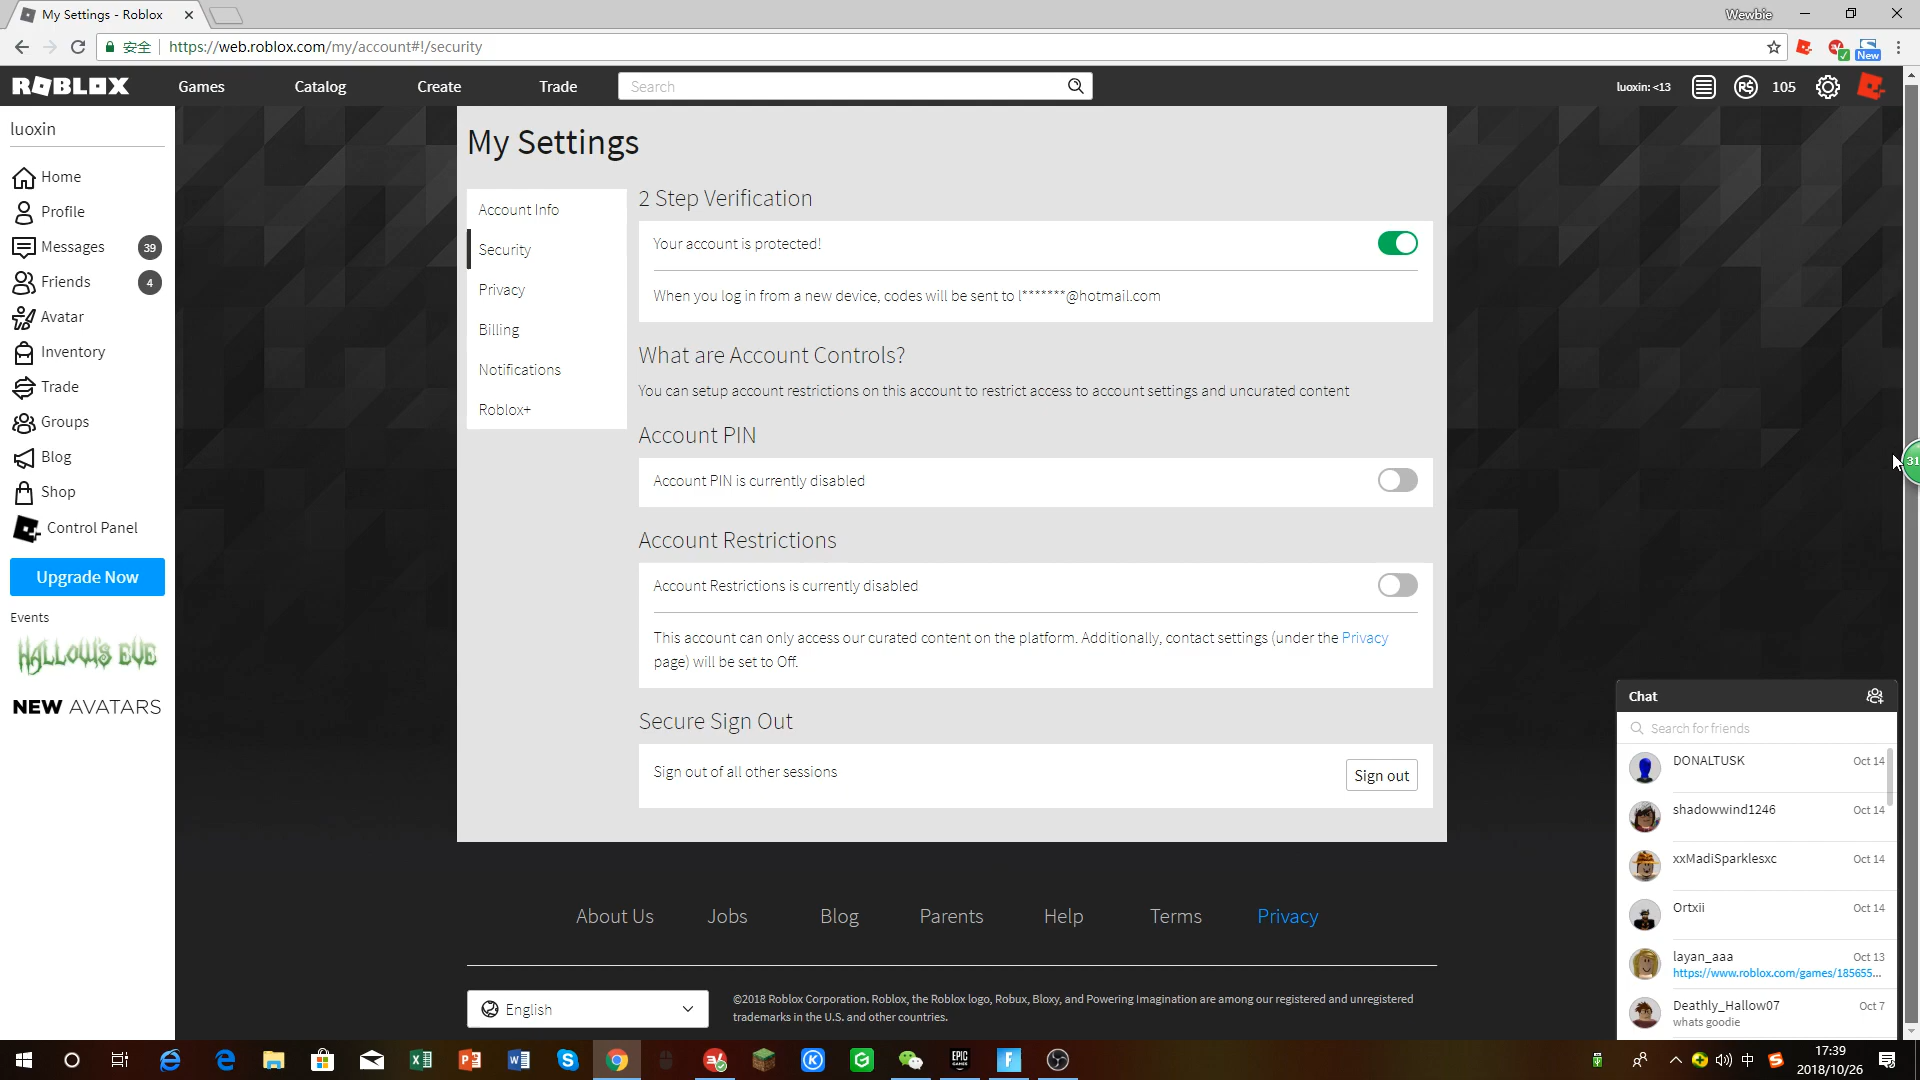 My Settings - Roblox
Wewbie
安全
https://web.roblox.com/my/account#!/security
New
ROBLOX
Games
Catalog
Create
Trade
Search
luoxin: <13
R$
105
luoxin
Home
Profile
Messages
39
Friends
4
Avatar
Inventory
Trade
Groups
Blog
Shop
Control Panel
Upgrade Now
Events
HALLOW'S EVE
NEW AVATARS
My Settings
Account Info
Security
Privacy
Billing
Notifications
Roblox+
2 Step Verification
Your account is protected!
When you log in from a new device, codes will be sent to l*******@hotmail.com
What are Account Controls?
You can setup account restrictions on this account to restrict access to account settings and uncurated content
Account PIN
Account PIN is currently disabled
Account Restrictions
Account Restrictions is currently disabled
This account can only access our curated content on the platform. Additionally, contact settings (under the Privacy
page) will be set to Off.
Secure Sign Out
Sign out of all other sessions
Sign out
31
About Us
Jobs
Blog
Parents
Help
Terms
Privacy
English
©2018 Roblox Corporation. Roblox, the Roblox logo, Robux, Bloxy, and Powering Imagination are among our registered and unregistered
trademarks in the U.S. and other countries.
Chat
Search for friends
DONALTUSK
Oct 14
shadowwind1246
Oct 14
xxMadiSparklesxc
Oct 14
Ortxii
Oct 14
layan_aaa
Oct 13
https://www.roblox.com/games/185655...
Deathly_Hallow07
Oct 7
whats goodie
EPIC
GAMES
中
17:39
2018/10/26